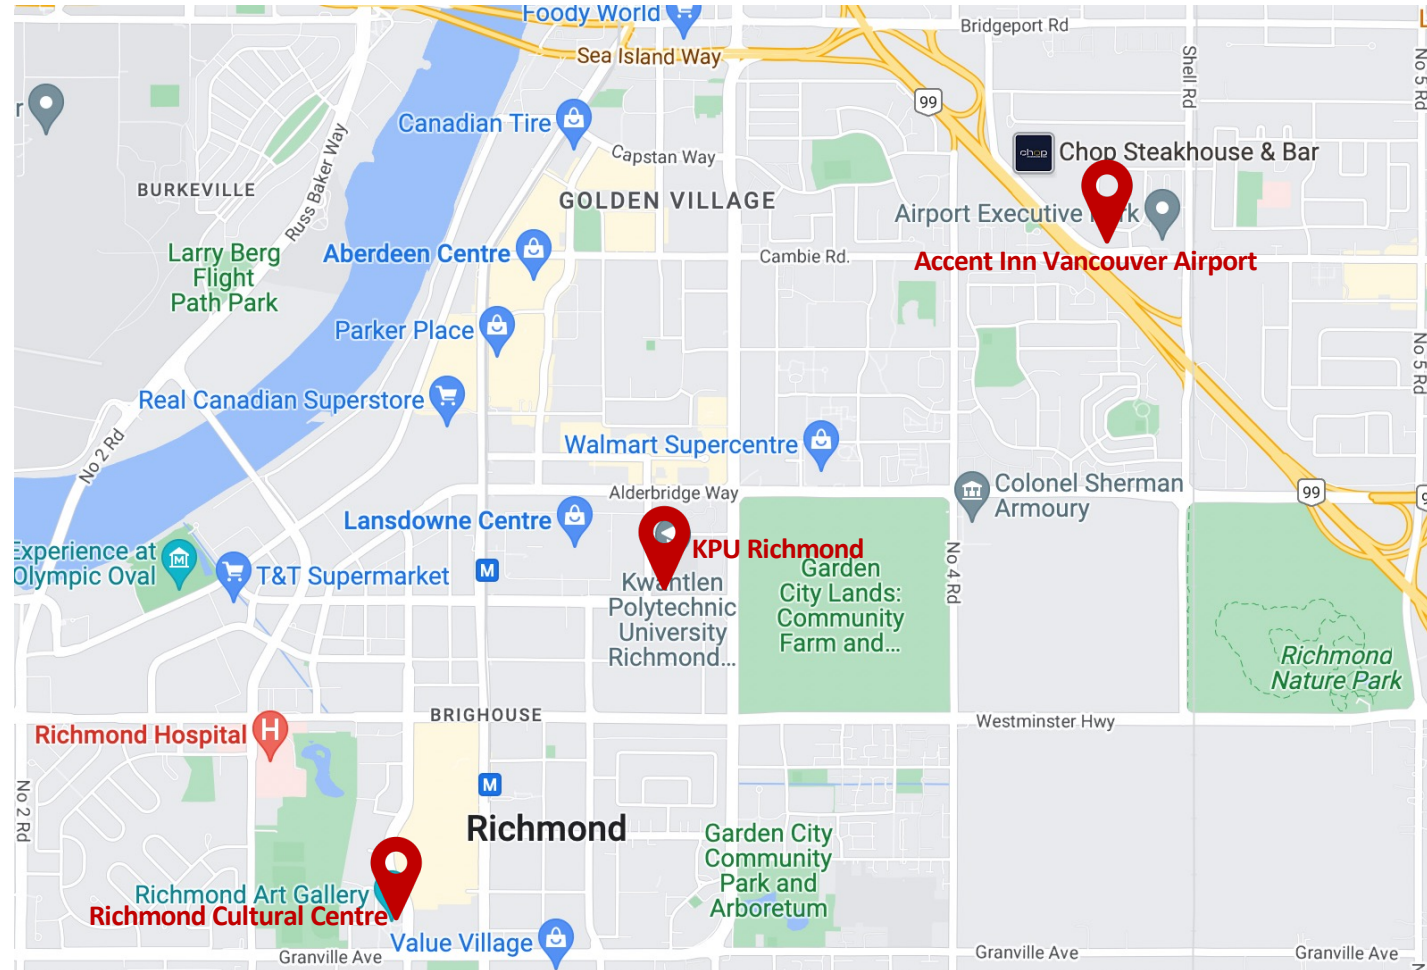 Foody World
Bridgeport Rd
Sea Island Way
Shell Rd
No 5 Rd
99
r
Canadian Tire
Capstan Way
chop
Chop Steakhouse & Bar
BURKEVILLE
Russ Baker Way
GOLDEN VILLAGE
Airport Executive Park
Larry Berg
Flight
Path Park
Aberdeen Centre
Cambie Rd.
Accent Inn Vancouver Airport
Parker Place
No 5 Rd
Real Canadian Superstore
No 2 Rd
Walmart Supercentre
Alderbridge Way
Colonel Sherman
Armoury
99
Lansdowne Centre
KPU Richmond
Experience at
Olympic Oval
T&T Supermarket
M
Kwantlen
Polytechnic
University
Richmond...
Garden
City Lands:
Community
Farm and...
No 4 Rd
Richmond
Nature Park
BRIGHOUSE
Westminster Hwy
Richmond Hospital
H
M
No 2 Rd
Richmond
Garden City
Community
Park and
Arboretum
Richmond Art Gallery
Richmond Cultural Centre
Value Village
Granville Ave
Granville Ave
Granville Ave